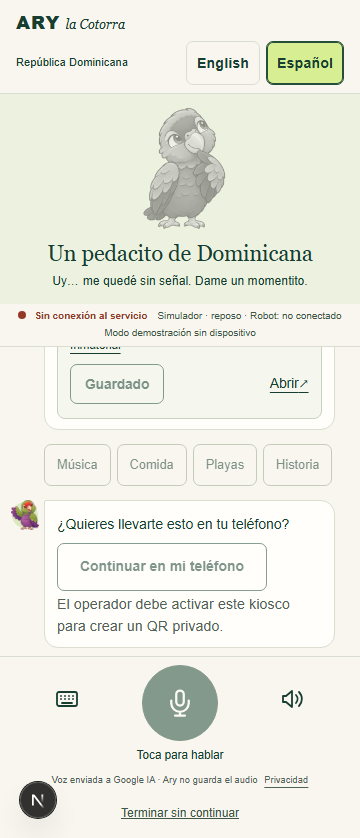 ARY la Cotorra
República Dominicana
English
Español
Un pedacito de Dominicana
Uy… me quedé sin señal. Dame un momentito.
Sin conexión al servicio Simulador · reposo · Robot: no conectado
Modo demostración sin dispositivo
Guardado
Abrir↗
Música
Comida
Playas
Historia
¿Quieres llevarte esto en tu teléfono?
Continuar en mi teléfono
El operador debe activar este kiosco
para crear un QR privado.
Toca para hablar
Voz enviada a Google IA · Ary no guarda el audio Privacidad
N
Terminar sin continuar